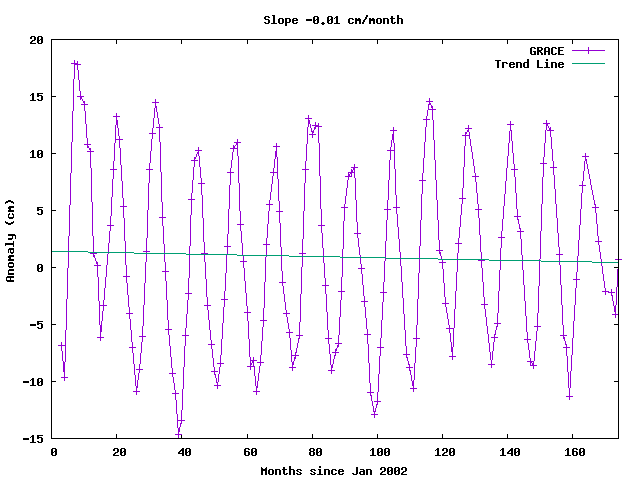 Slope -0.01 cm/month
GRACE
Trend Line
20
15
10
5
0
-5
-10
-15
Anomaly (cm)
0 20 40 60 80 100 120 140 160
Months since Jan 2002